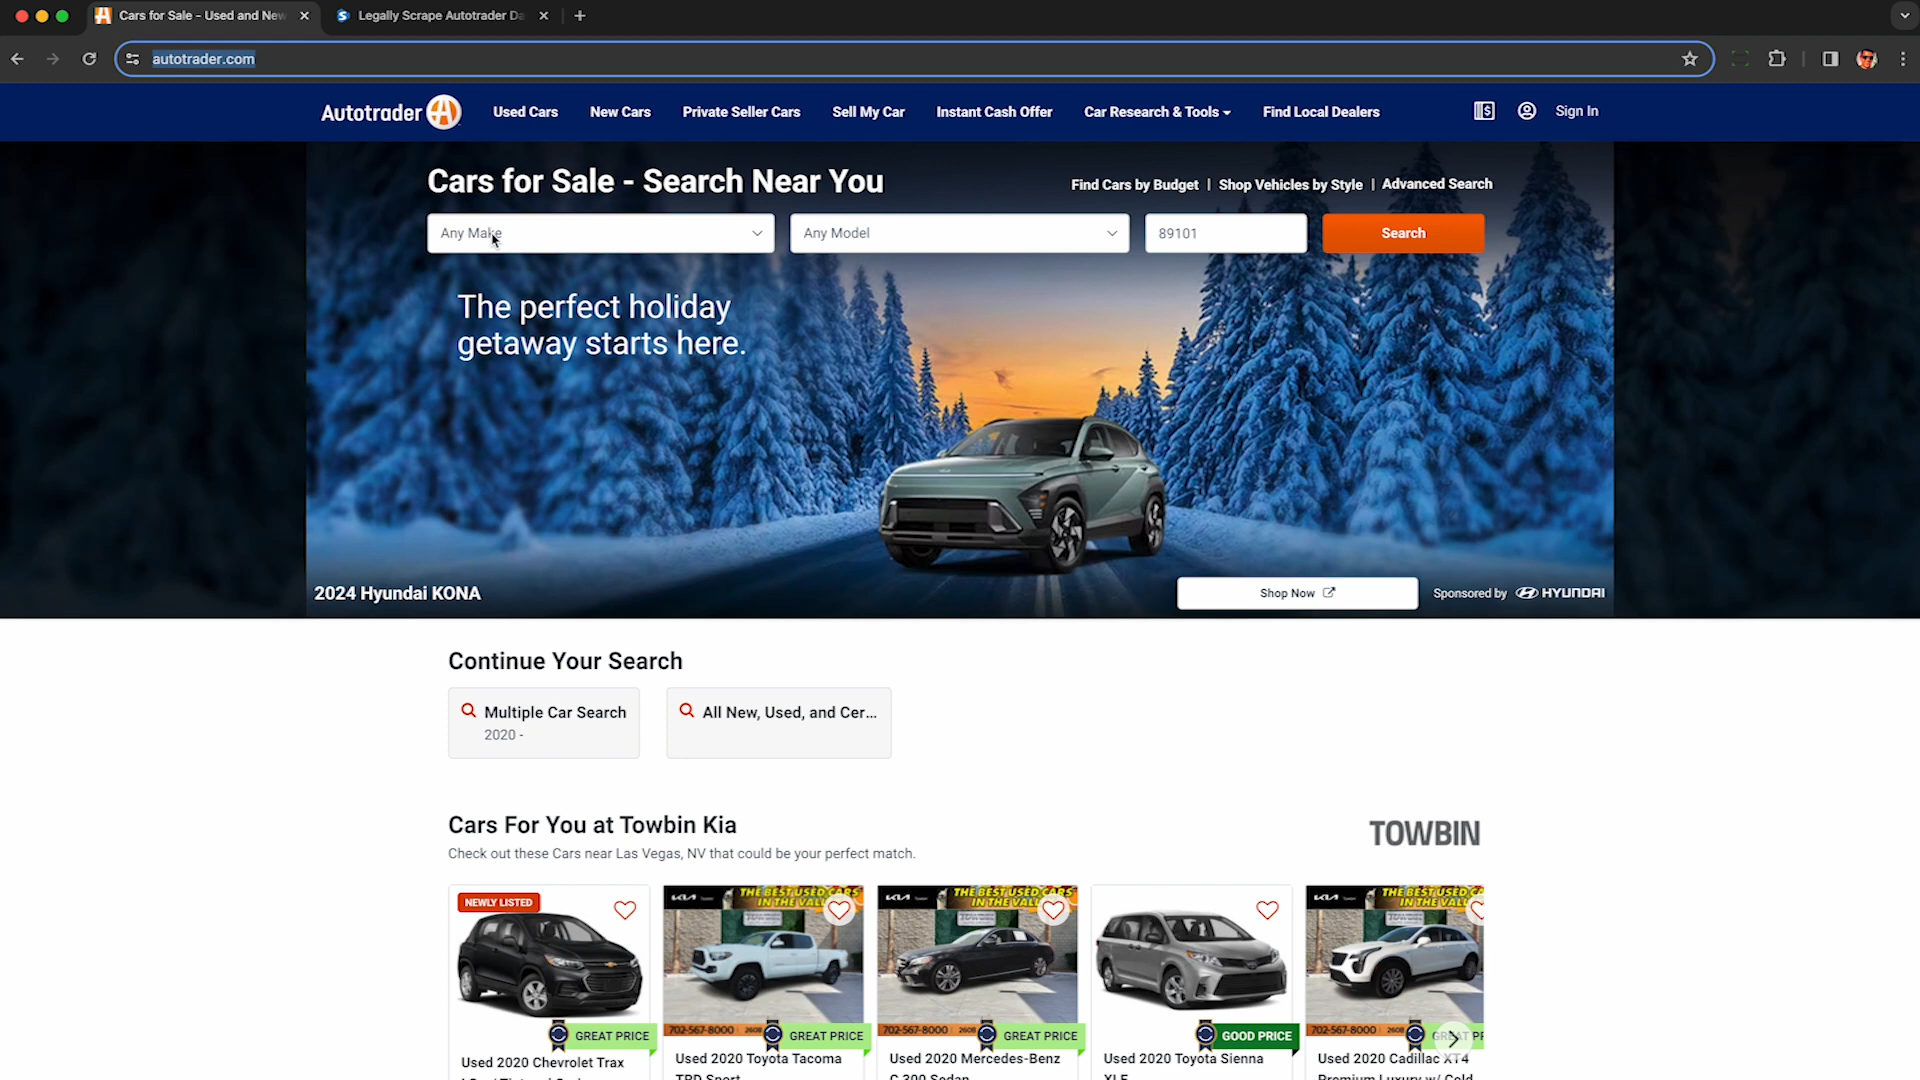 Cars for Sale - Used and New
Legally Scrape Autotrader Da
autotrader.com
Autotrader
Used Cars
New Cars
Private Seller Cars
Sell My Car
Instant Cash Offer
Car Research & Tools
Find Local Dealers
Sign In
Cars for Sale - Search Near You
Find Cars by Budget | Shop Vehicles by Style | Advanced Search
Any Make
Any Model
89101
Search
The perfect holiday
getaway starts here.
2024 Hyundai KONA
Shop Now
Sponsored by HYUNDAI
Continue Your Search
Multiple Car Search
2020 -
All New, Used, and Cer...
Cars For You at Towbin Kia
TOWBIN
Check out these Cars near Las Vegas, NV that could be your perfect match.
NEWLY LISTED
GREAT PRICE
Used 2020 Chevrolet Trax
THE BEST USED CARS
IN THE VALL
702-567-8000 2608
GREAT PRICE
Used 2020 Toyota Tacoma
TRD Sport
THE BEST USED CARS
IN THE VALL
702-567-8000 2608
GREAT PRICE
Used 2020 Mercedes-Benz
C 300 Sedan
GOOD PRICE
Used 2020 Toyota Sienna
XLE
THE BEST USED CARS
IN THE VALL
702-567-8000 2608
Used 2020 Cadillac XT4
Premium Luxury w/ Cold